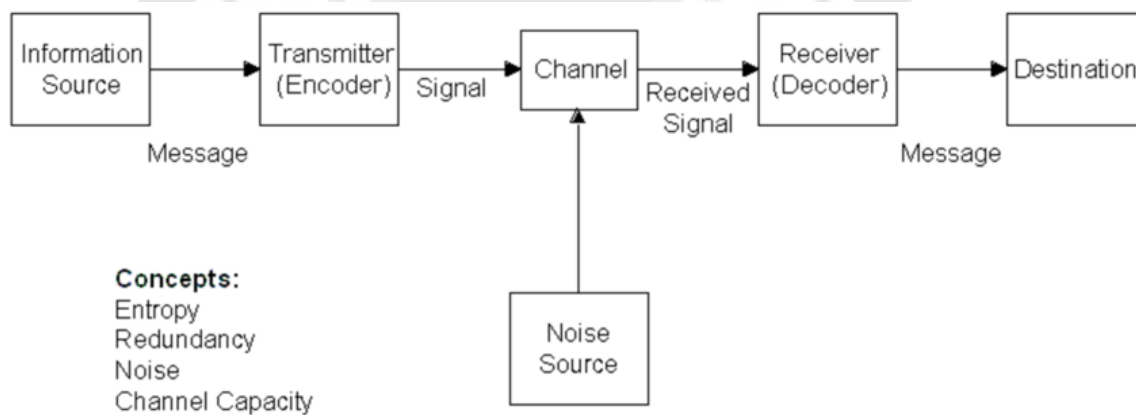 Information
Source
Transmitter
(Encoder)
Channel
Receiver
(Decoder)
Destination
Message
Signal
Received
Signal
Message
Noise
Source
Concepts:
Entropy
Redundancy
Noise
Channel Capacity